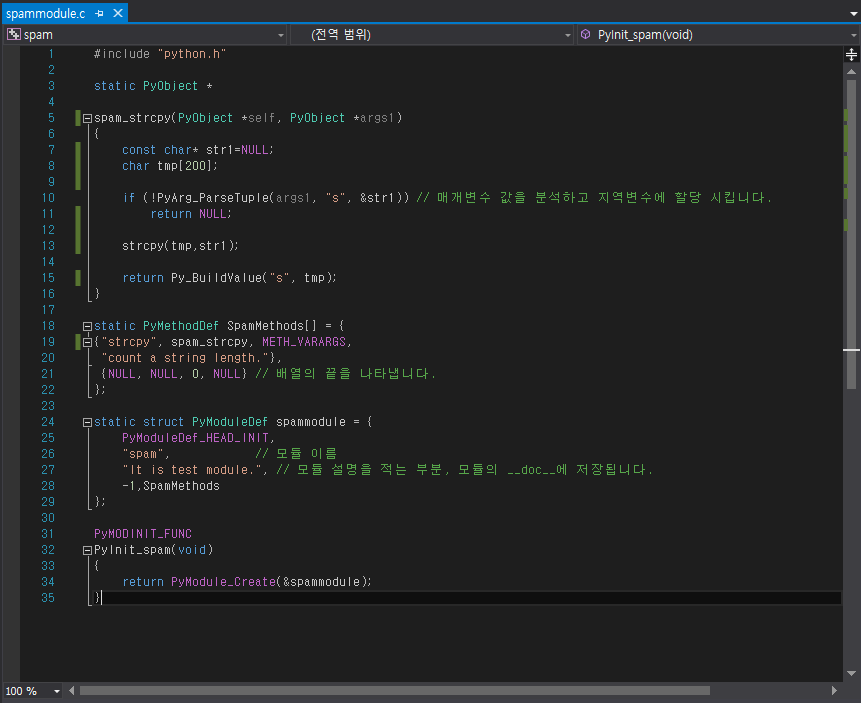 spammodule.c
spam (전역 범위) PyInit_spam(void)
1 #include "python.h"
2
3 static PyObject *
4
5 spam_strcpy(PyObject *self, PyObject *args1)
6 {
7 const char* str1=NULL;
8 char tmp[200];
9
10 if (!PyArg_ParseTuple(args1, "s", &str1)) // 매개변수 값을 분석하고 지역변수에 할당 시킵니다.
11 return NULL;
12
13 strcpy(tmp,str1);
14
15 return Py_BuildValue("s", tmp);
16 }
17
18 static PyMethodDef SpamMethods[] = {
19 {"strcpy", spam_strcpy, METH_VARARGS,
20 "count a string length."},
21 {NULL, NULL, 0, NULL} // 배열의 끝을 나타냅니다.
22 };
23
24 static struct PyModuleDef spammodule = {
25 PyModuleDef_HEAD_INIT,
26 "spam", // 모듈 이름
27 "It is test module.", // 모듈 설명을 적는 부분, 모듈의 __doc__에 저장됩니다.
28 -1,SpamMethods
29 };
30
31 PyMODINIT_FUNC
32 PyInit_spam(void)
33 {
34 return PyModule_Create(&spammodule);
35 }
100 %